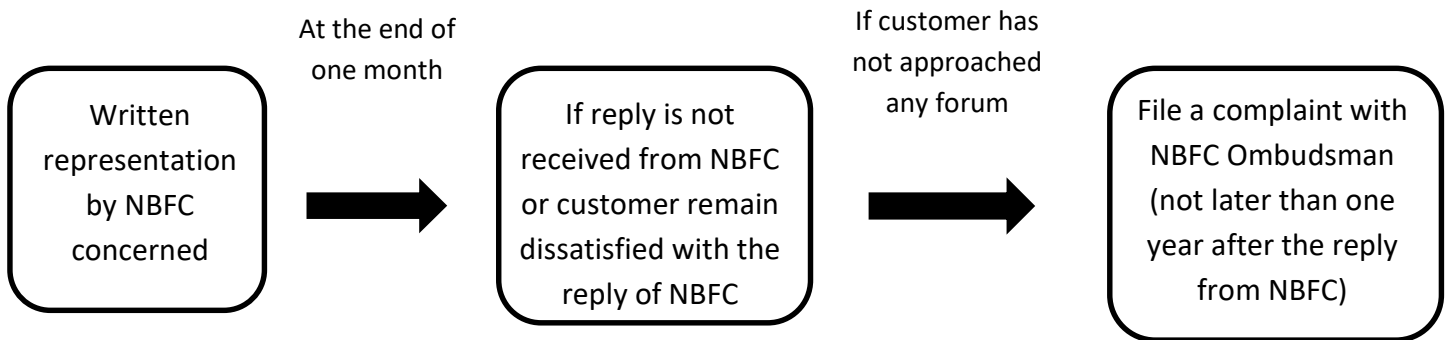 Written
representation
by NBFC
concerned
At the end of
one month
If reply is not
received from NBFC
or customer remain
dissatisfied with the
reply of NBFC
If customer has
not approached
any forum
File a complaint with
NBFC Ombudsman
(not later than one
year after the reply
from NBFC)